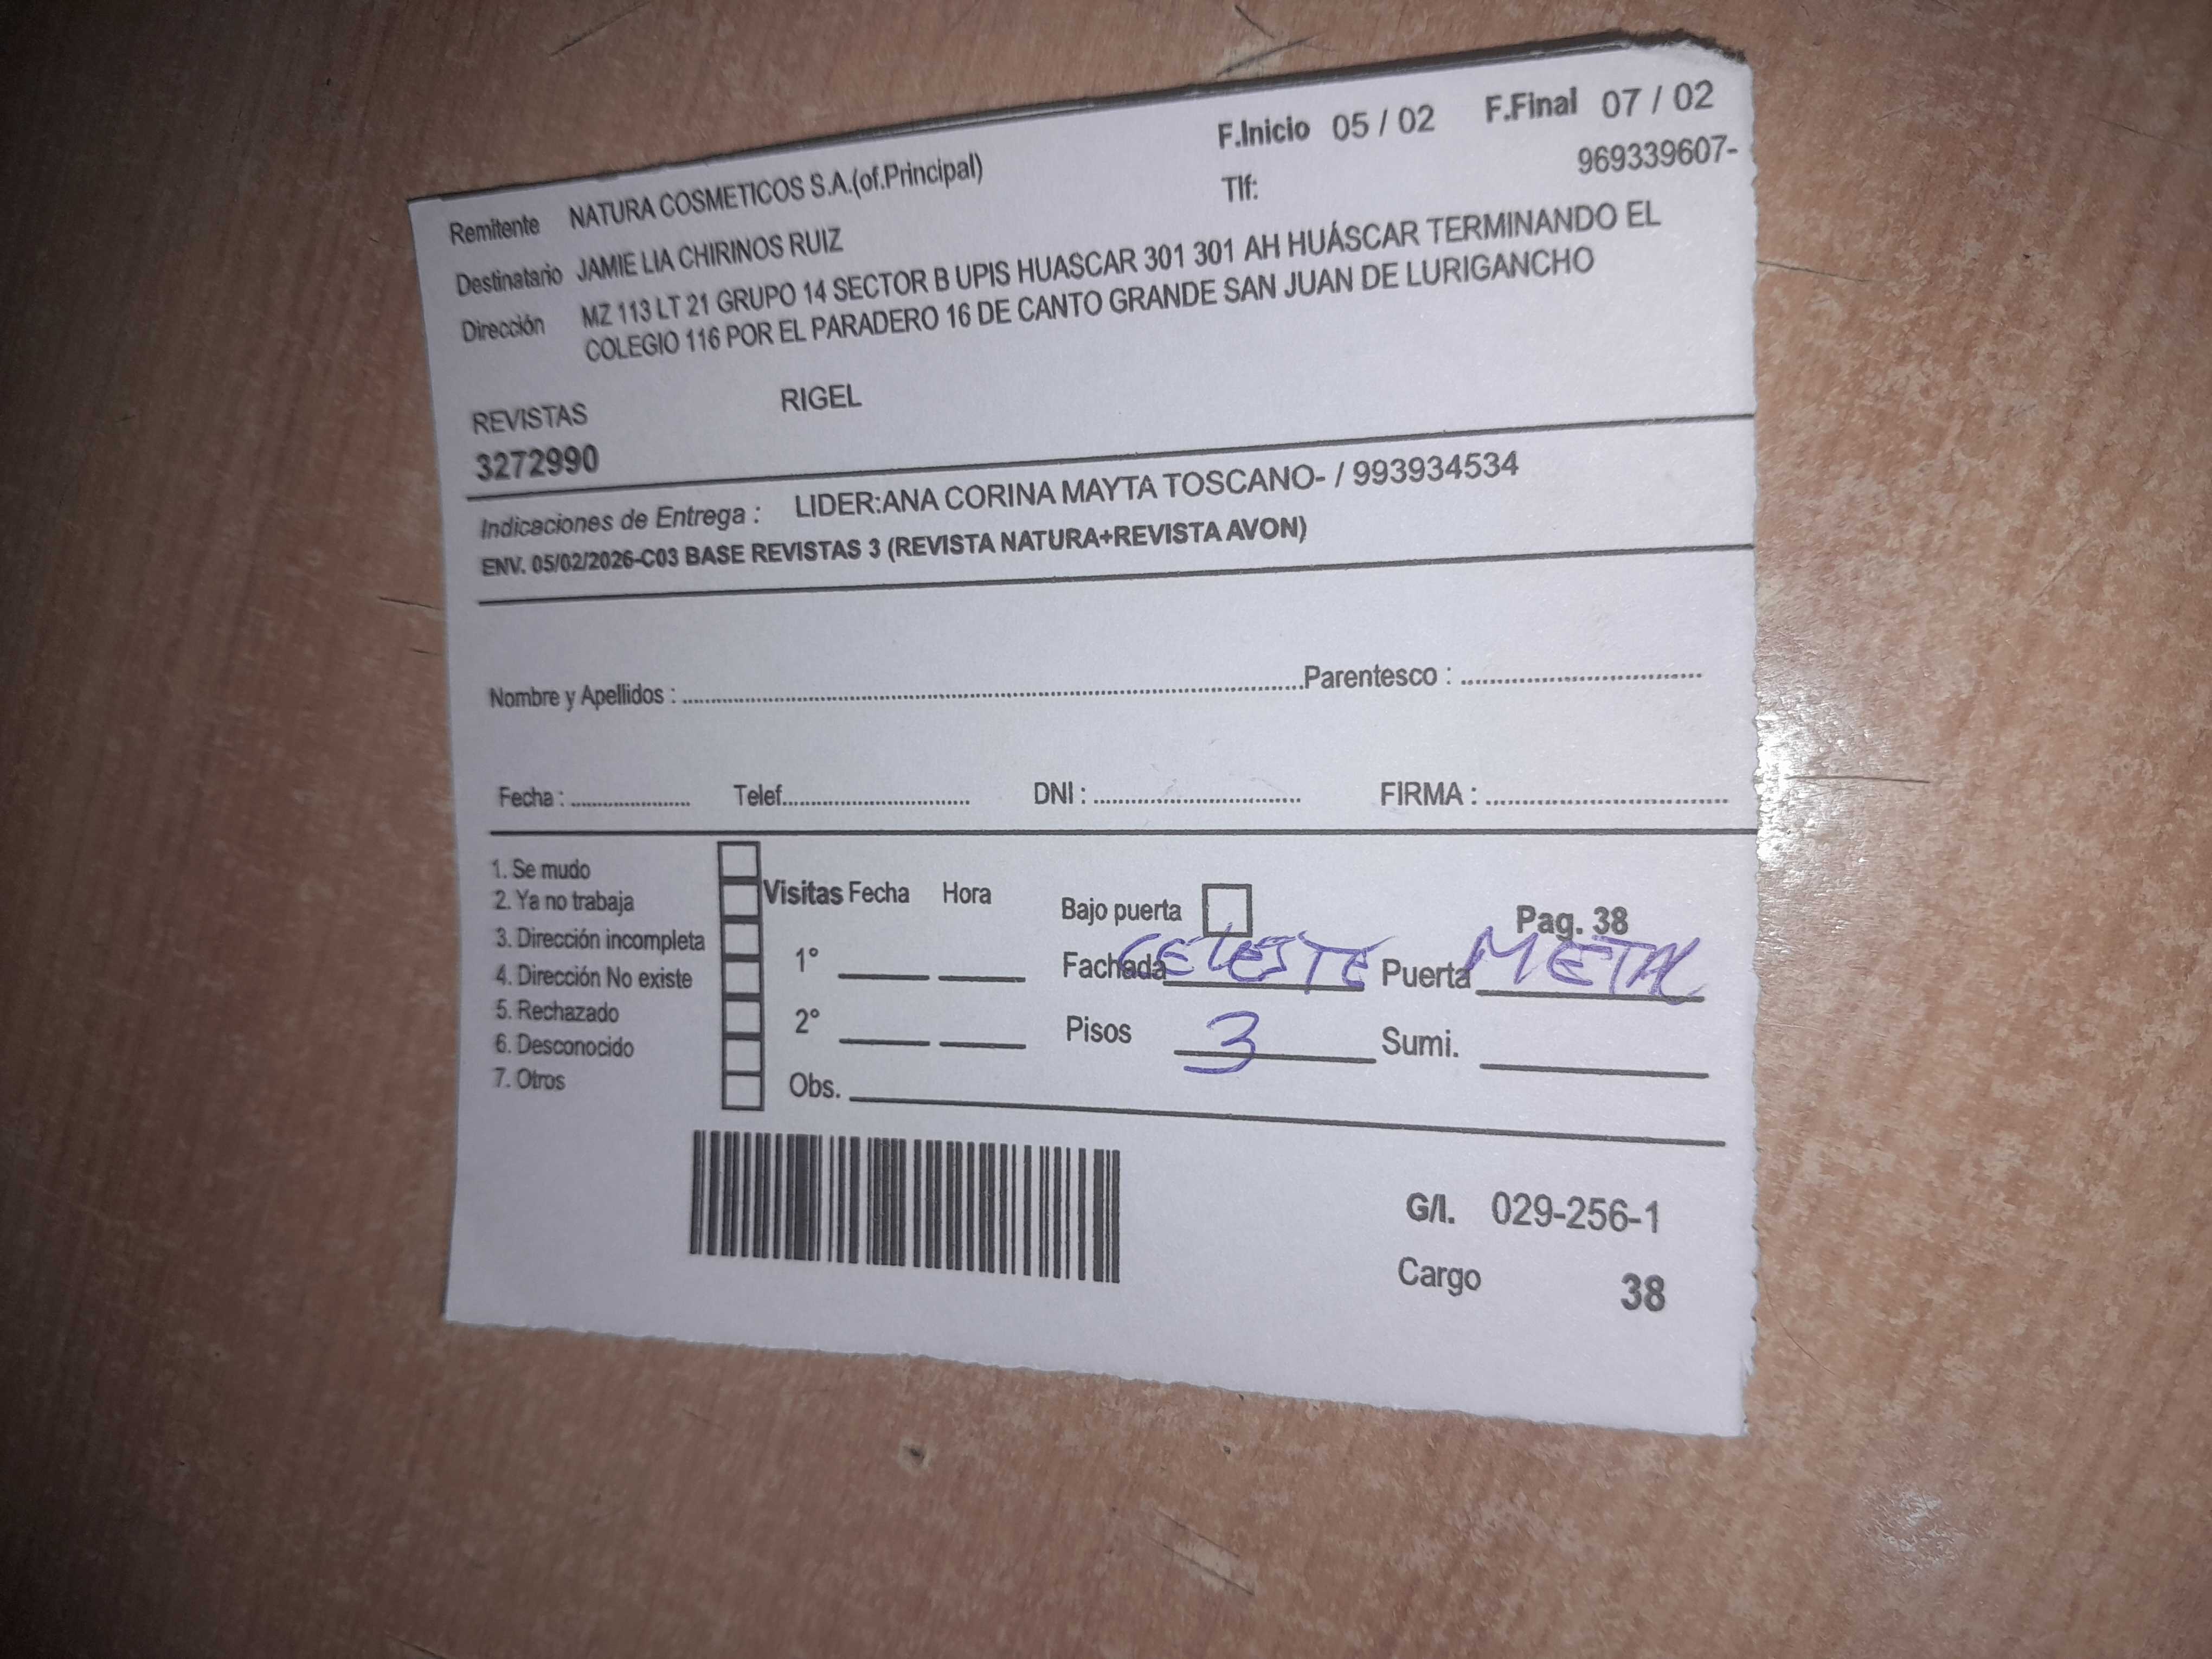 F.Inicio 05 / 02 F.Final 07 / 02
Remitente NATURA COSMETICOS S.A.(of.Principal) Tlf: 969339607-
Destinatario JAMIE LIA CHIRINOS RUIZ
Dirección MZ 113 LT 21 GRUPO 14 SECTOR B UPIS HUASCAR 301 301 AH HUÁSCAR TERMINANDO EL
COLEGIO 116 POR EL PARADERO 16 DE CANTO GRANDE SAN JUAN DE LURIGANCHO
REVISTAS RIGEL
3272990
Indicaciones de Entrega : LIDER:ANA CORINA MAYTA TOSCANO- / 993934534
ENV. 05/02/2026-C03 BASE REVISTAS 3 (REVISTA NATURA+REVISTA AVON)
Nombre y Apellidos : Parentesco :
Fecha : Telef. DNI : FIRMA :
1. Se mudo
2. Ya no trabaja
3. Dirección incompleta
4. Dirección No existe
5. Rechazado
6. Desconocido
7. Otros
Visitas Fecha Hora
1°
2°
Obs.
Bajo puerta Pag. 38
Fachada CELESTE Puerta METAL
Pisos 3 Sumi.
G/I. 029-256-1
Cargo 38